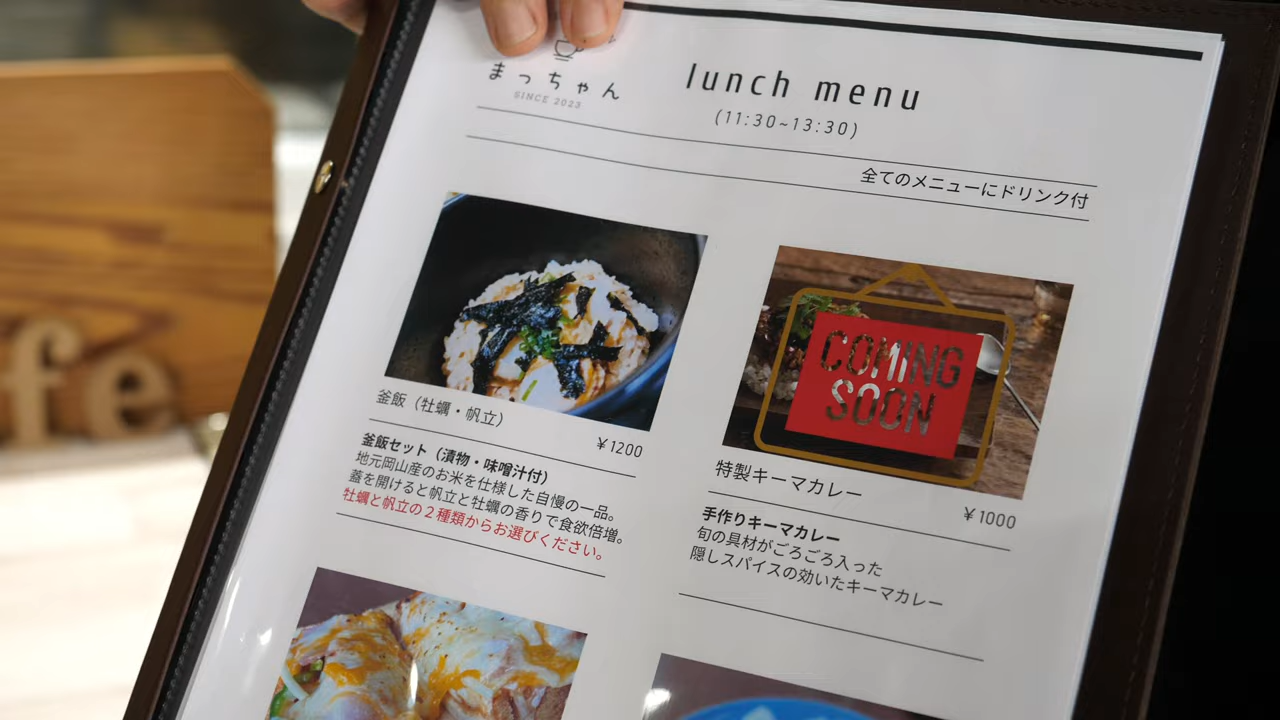 まっちゃん
SINCE 2023
lunch menu
(11:30~13:30)
全てのメニューにドリンク付
釜飯（牡蠣・帆立）
¥1200
釜飯セット（漬物・味噌汁付）
地元岡山産のお米を仕様した自慢の一品。
蓋を開けると帆立と牡蠣の香りで食欲倍増。
牡蠣と帆立の２種類からお選びください。
COMING
SOON
特製キーマカレー
¥1000
手作りキーマカレー
旬の具材がごろごろ入った
隠しスパイスの効いたキーマカレー
fe